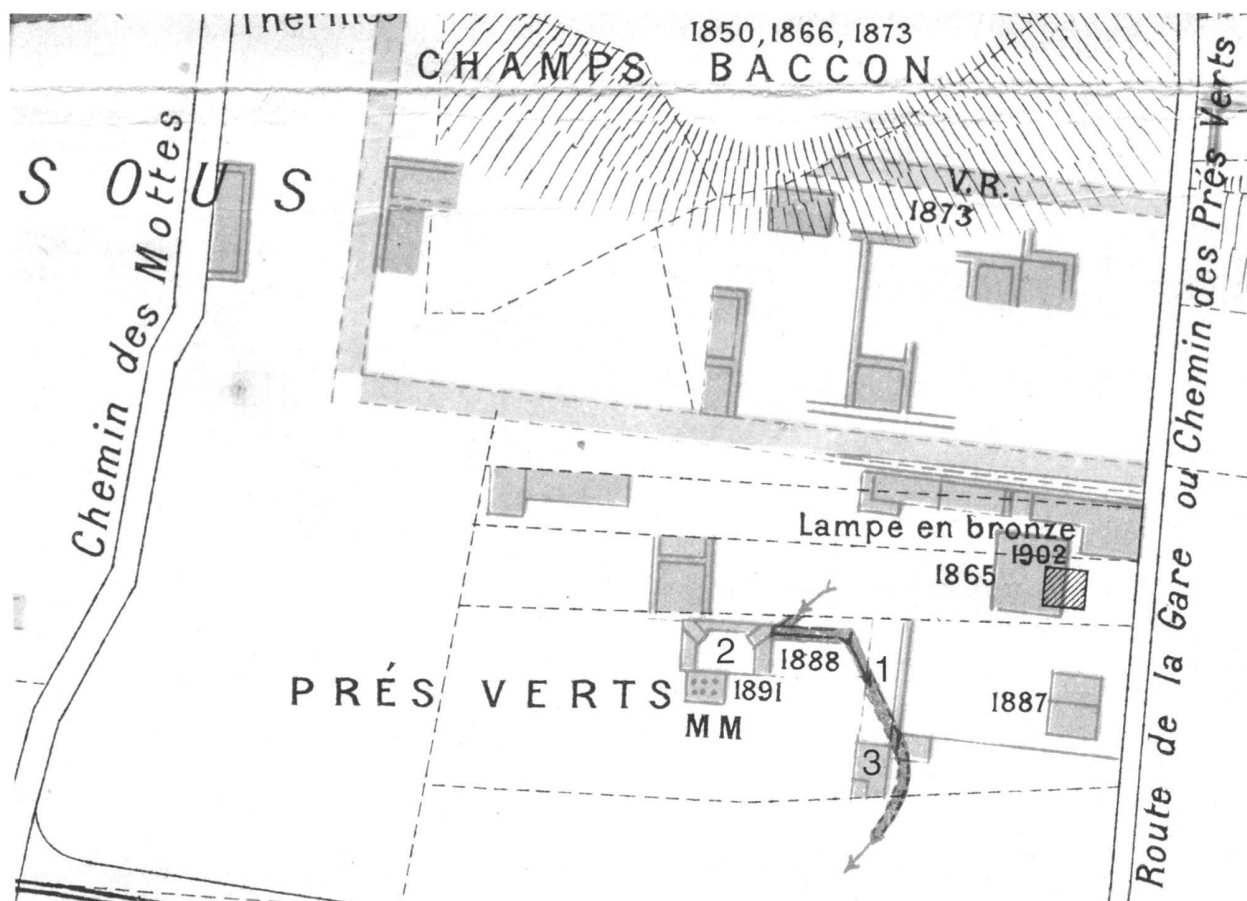 Thermes
1850, 1866, 1873
CHAMPS BACCON
SOUS
V.R.
1873
Chemin des Mottes
Route de la Gare ou Chemin des Prés Verts
Lampe en bronze
1902
1865
2
1888
1
PRÉS VERTS
1891
MM
1887
3